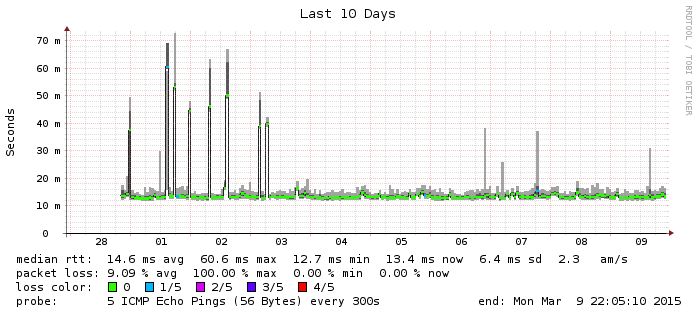 Last 10 Days
RRDTOOL / TOBI OETIKER
Seconds
70 m
60 m
50 m
40 m
30 m
20 m
10 m
0
28 01 02 03 04 05 06 07 08 09
median rtt: 14.6 ms avg 60.6 ms max 12.7 ms min 13.4 ms now 6.4 ms sd 2.3 am/s
packet loss: 9.09 % avg 100.00 % max 0.00 % min 0.00 % now
loss color: 0 1/5 2/5 3/5 4/5
probe: 5 ICMP Echo Pings (56 Bytes) every 300s end: Mon Mar 9 22:05:10 2015